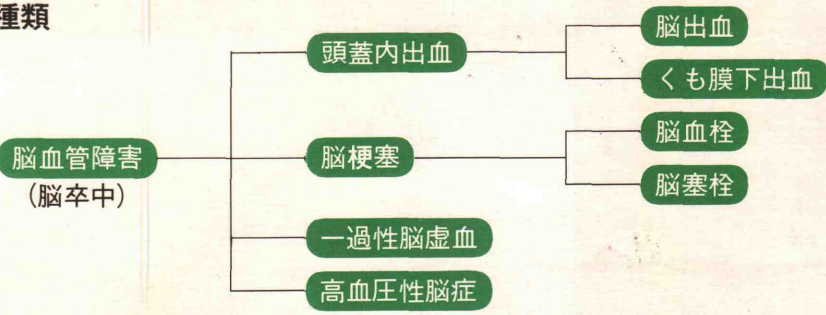 種類
脳血管障害
(脳卒中)
頭蓋内出血
脳出血
くも膜下出血
脳梗塞
脳血栓
脳塞栓
一過性脳虚血
高血圧性脳症